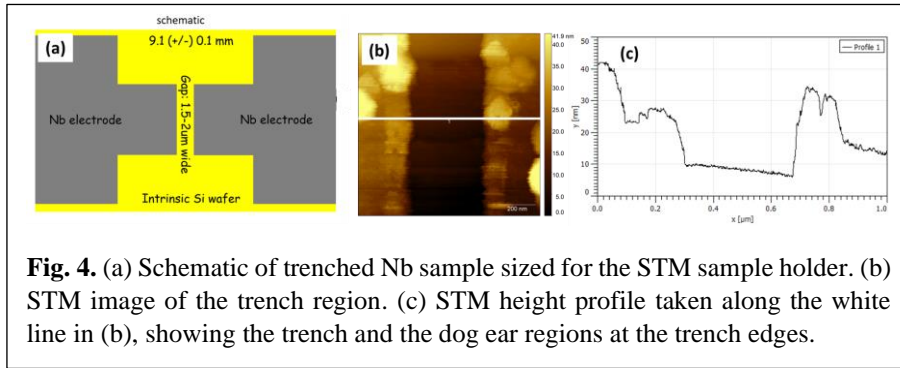 schematic
(a)
9.1 (+/-) 0.1 mm
Nb electrode
Gap: 1.5-2um wide
Nb electrode
Intrinsic Si wafer
(b)
200 nm
41.9 nm
40.0
35.0
30.0
25.0
20.0
15.0
10.0
5.0
0.0
(c)
Profile 1
y [nm]
50
40
30
20
10
0
0.0 0.2 0.4 0.6 0.8 1.0
x [µm]
Fig. 4. (a) Schematic of trenched Nb sample sized for the STM sample holder. (b)
STM image of the trench region. (c) STM height profile taken along the white
line in (b), showing the trench and the dog ear regions at the trench edges.